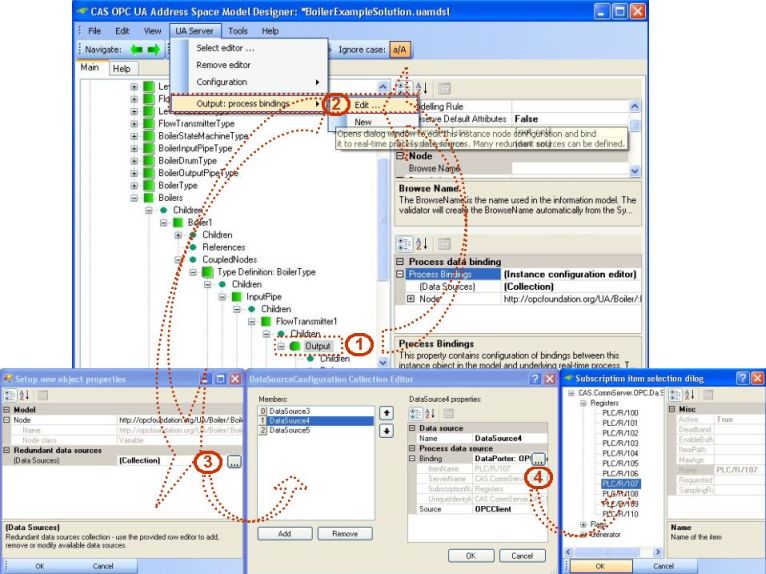 CAS OPC UA Address Space Model Designer: *BoilerExampleSolution.uamdsl
File Edit View UA Server Tools Help
Navigate: Ignore case: a/A
Main Help
Select editor ...
Remove editor
Configuration
Output: process bindings
2
Edit ...
New
Opens dialog window to edit this instance node configuration and bind
it to real-time process data sources. Many redundant sources can be defined.
FlowTransmitterType
BoilerStateMachineType
BoilerInputPipeType
BoilerDrumType
BoilerOutputPipeType
BoilerType
Boilers
Children
Boiler1
Children
References
CoupledNodes
Type Definition: BoilerType
Children
InputPipe
Children
FlowTransmitter1
Children
Output
1
Children
Modelling Rule
Default Attributes False
Node
Browse Name
Browse Name
The BrowseName is the name used in the information model. The
validator will create the BrowseName automatically from the Sy...
Process data binding
Process Bindings (Instance configuration editor)
(Data Sources) (Collection)
Node http://opcfoundation.org/UA/Boiler/:
Process Bindings
This property contains configuration of bindings between this
instance object in the model and underlying real-time process. T...
Setup new object properties
Model
Node http://opcfoundation.org/UA/Boiler/:Boil
Name http://opcfoundation.org/UA/Boiler/:Boil
Node class Variable
Redundant data sources
(Data Sources) (Collection)
3
...
(Data Sources)
Redundant data sources collection - use the provided row editor to add,
remove or modify available data sources.
OK Cancel
DataSourceConfiguration Collection Editor
Members:
0 DataSource3
1 DataSource4
2 DataSource5
Add Remove
DataSource4 properties:
Data source
Name DataSource4
Process data source
Binding DataPorter: OPC
...
ItemName PLC/R/107
ServerName CAS.CommServer.OPC
SubscriptionN Registers
UniqueIdentity CAS.CommServer.OPC
4
Source OPCClient
OK Cancel
Subscription item selection dilog
CAS.CommServer.OPC.Da.S
Registers
PLC/R/100
PLC/R/101
PLC/R/102
PLC/R/103
PLC/R/104
PLC/R/105
PLC/R/106
PLC/R/107
PLC/R/108
PLC/R/109
PLC/R/110
Flags
Generator
Misc
Active True
Deadband
EnableBuff
ItemPath
MaxAge
Name PLC/R/107
Requested
SamplingR
Name
Name of the item
OK Cancel